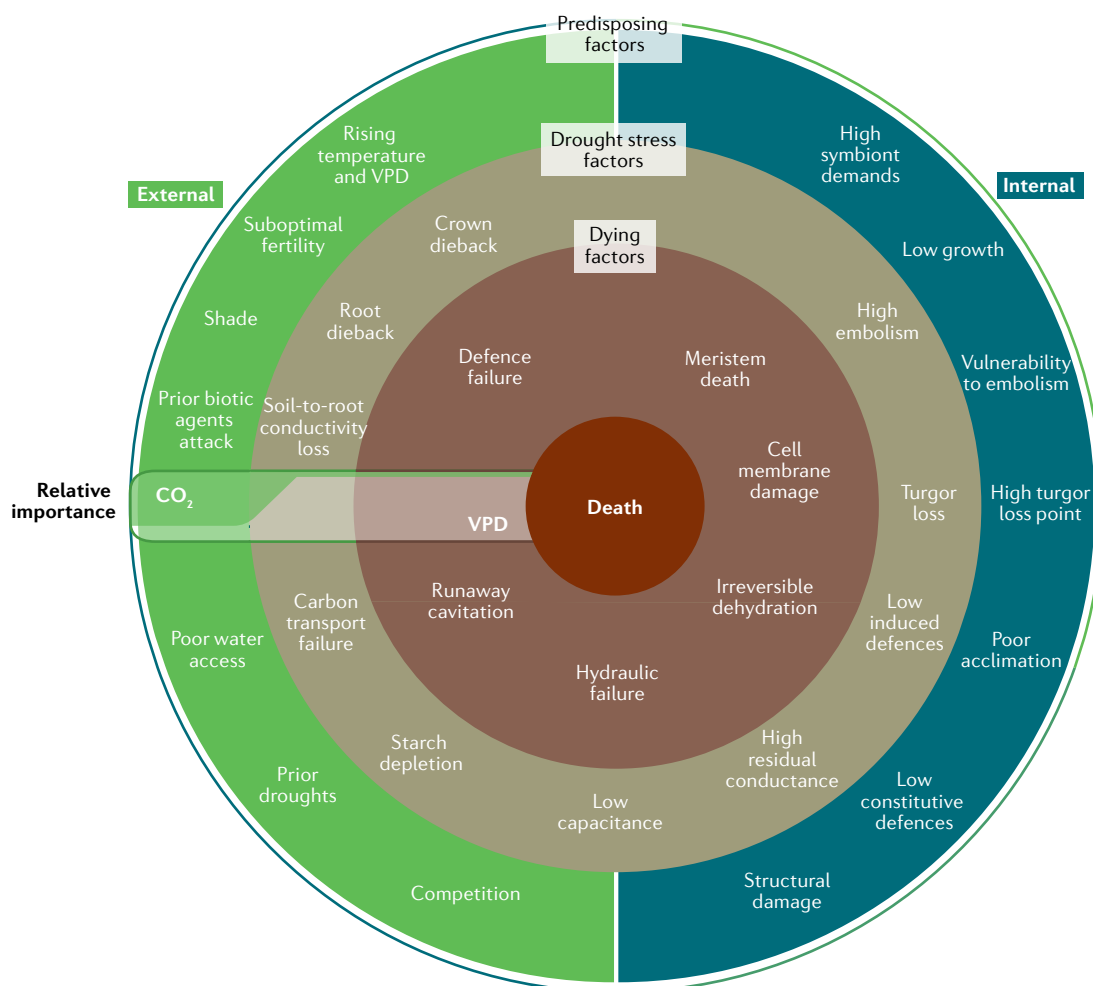 Predisposing
factors
Drought stress
factors
Dying
factors
External
Internal
Rising
temperature
and VPD
Suboptimal
fertility
Shade
Prior biotic
agents
attack
Poor water
access
Prior
droughts
Competition
High
symbiont
demands
Low growth
Vulnerability
to embolism
High turgor
loss point
Poor
acclimation
Low
constitutive
defences
Structural
damage
Crown
dieback
Root
dieback
Soil-to-root
conductivity
loss
Carbon
transport
failure
Starch
depletion
Low
capacitance
High
residual
conductance
Low
induced
defences
Turgor
loss
High
embolism
Defence
failure
Meristem
death
Cell
membrane
damage
Irreversible
dehydration
Hydraulic
failure
Runaway
cavitation
Relative
importance
CO₂
VPD
Death